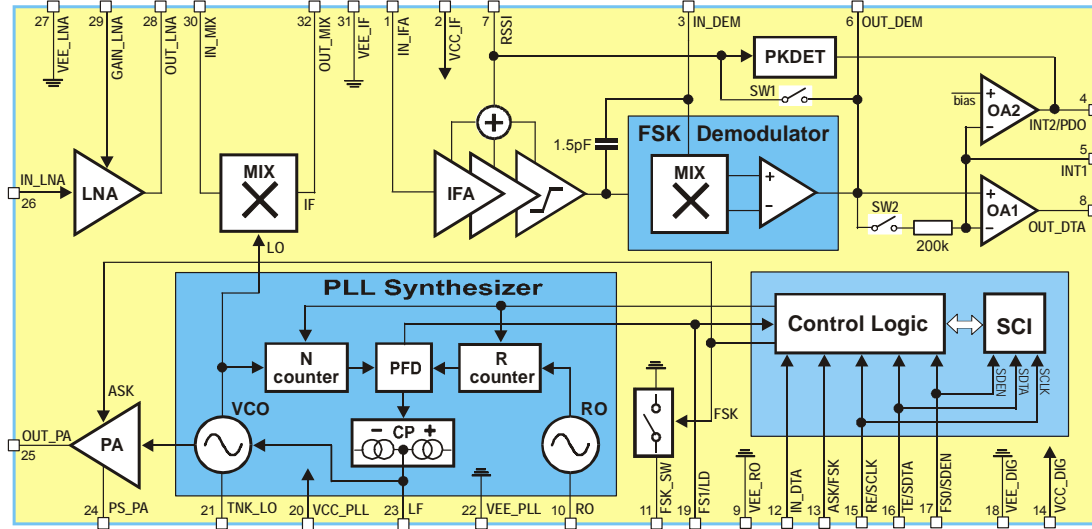 27 29 28 30 32 31 1 2 7 3 6
VEE_LNA
GAIN_LNA
OUT_LNA
IN_MIX
OUT_MIX
VEE_IF
IN_IFA
VCC_IF
RSSI
IN_DEM
OUT_DEM
PKDET
SW1
bias
+
OA2
−
4
INT2/PDO
5
INT1
+
OA1
−
8
OUT_DTA
SW2
200k
1.5pF
FSK Demodulator
MIX
+
−
IFA
+
IN_LNA
26
LNA
MIX
IF
LO
PLL Synthesizer
N
counter
PFD
R
counter
VCO
− CP +
RO
ASK
PA
OUT_PA
25
FSK
Control Logic
SCI
SDEN
SDTA
SCLK
24
PS_PA
21
TNK_LO
20
VCC_PLL
23
LF
22
VEE_PLL
10
RO
11
FSK_SW
19
FS1/LD
9
VEE_RO
12
IN_DTA
13
ASK/FSK
15
RE/SCLK
16
TE/SDTA
17
FS0/SDEN
18
VEE_DIG
14
VCC_DIG